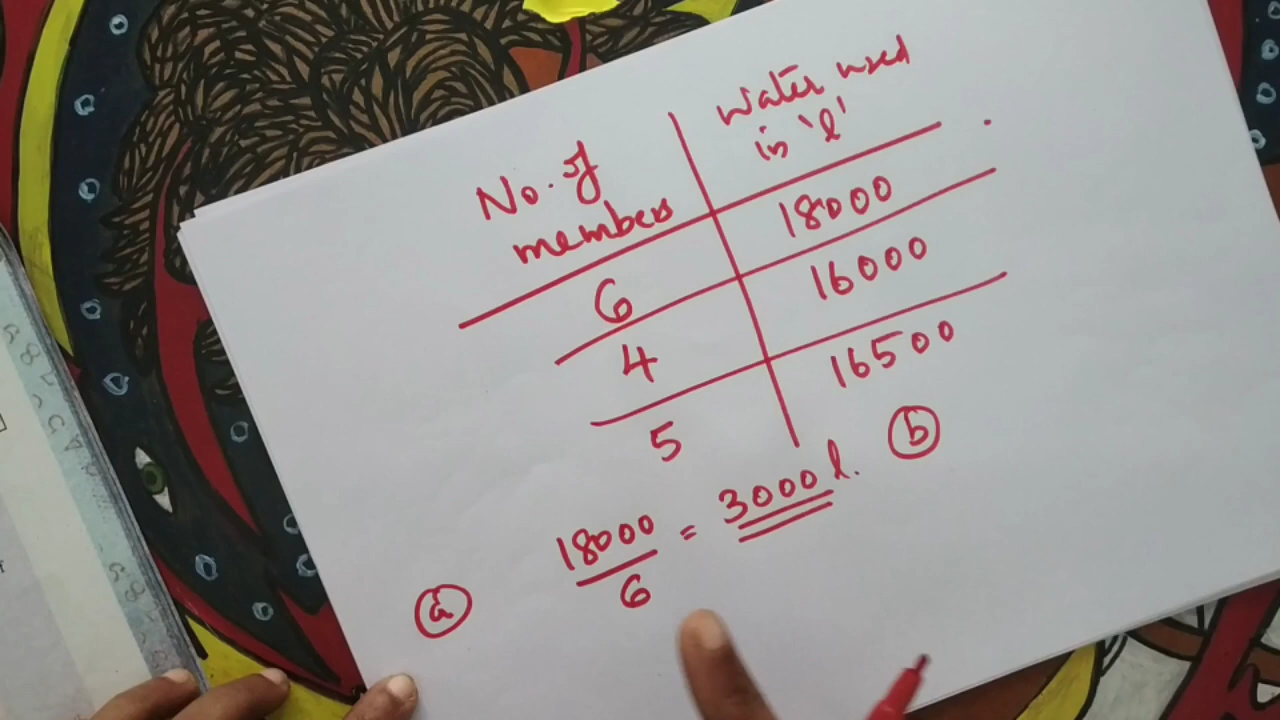 No. of members
Water used in 'l'
6 18000
4 16000
5 16500
(a) 18000/6 = 3000 l.
(b)